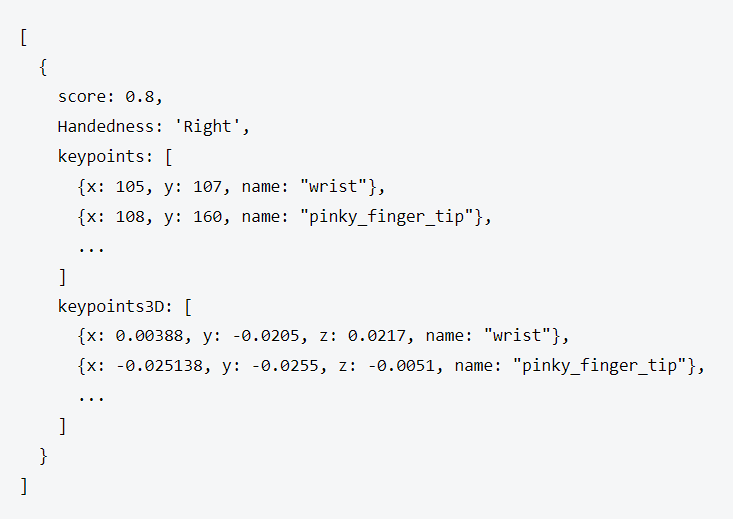 [
  {
    score: 0.8,
    Handedness: 'Right',
    keypoints: [
      {x: 105, y: 107, name: "wrist"},
      {x: 108, y: 160, name: "pinky_finger_tip"},
      ...
    ]
    keypoints3D: [
      {x: 0.00388, y: -0.0205, z: 0.0217, name: "wrist"},
      {x: -0.025138, y: -0.0255, z: -0.0051, name: "pinky_finger_tip"},
      ...
    ]
  }
]